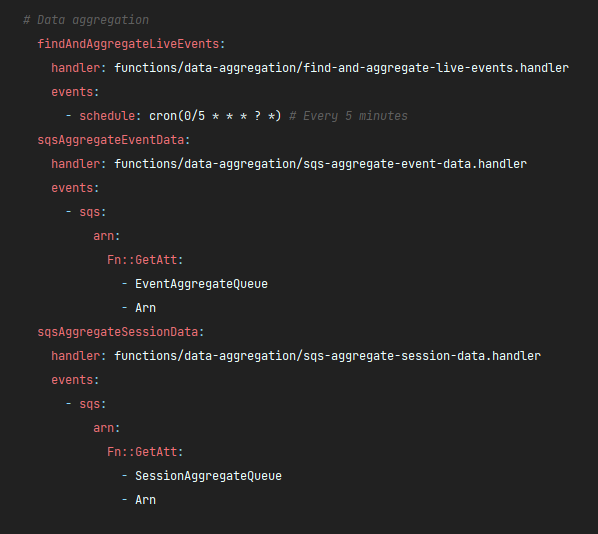 # Data aggregation
findAndAggregateLiveEvents:
handler: functions/data-aggregation/find-and-aggregate-live-events.handler
events:
- schedule: cron(0/5 * * * ? *) # Every 5 minutes
sqsAggregateEventData:
handler: functions/data-aggregation/sqs-aggregate-event-data.handler
events:
- sqs:
arn:
Fn::GetAtt:
- EventAggregateQueue
- Arn
sqsAggregateSessionData:
handler: functions/data-aggregation/sqs-aggregate-session-data.handler
events:
- sqs:
arn:
Fn::GetAtt:
- SessionAggregateQueue
- Arn